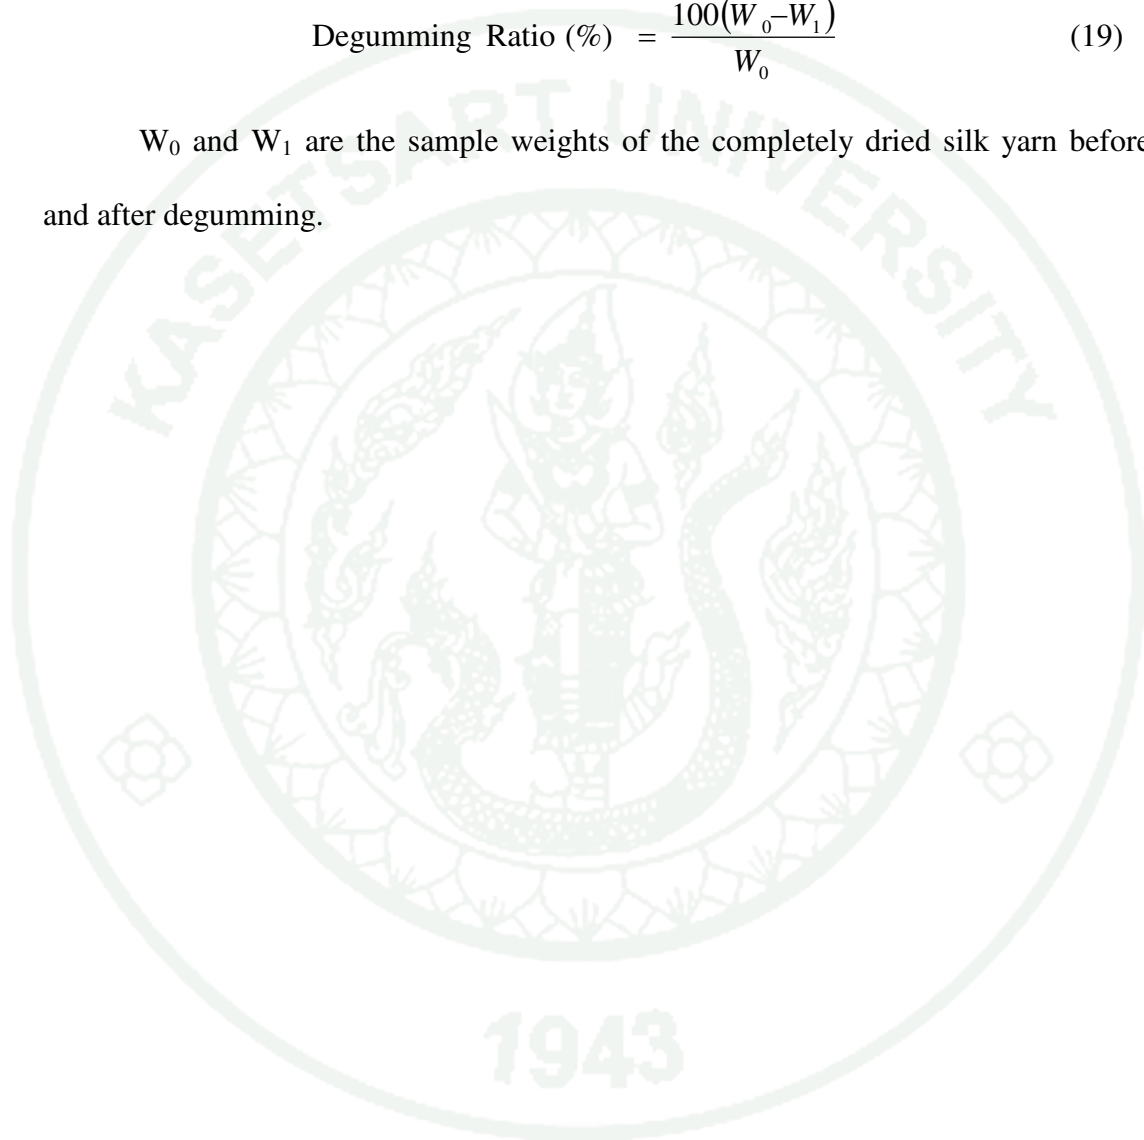 Degumming Ratio (%) = 100(W₀–W₁) / W₀ (19)
W₀ and W₁ are the sample weights of the completely dried silk yarn before
and after degumming.
KASETSART UNIVERSITY
1943